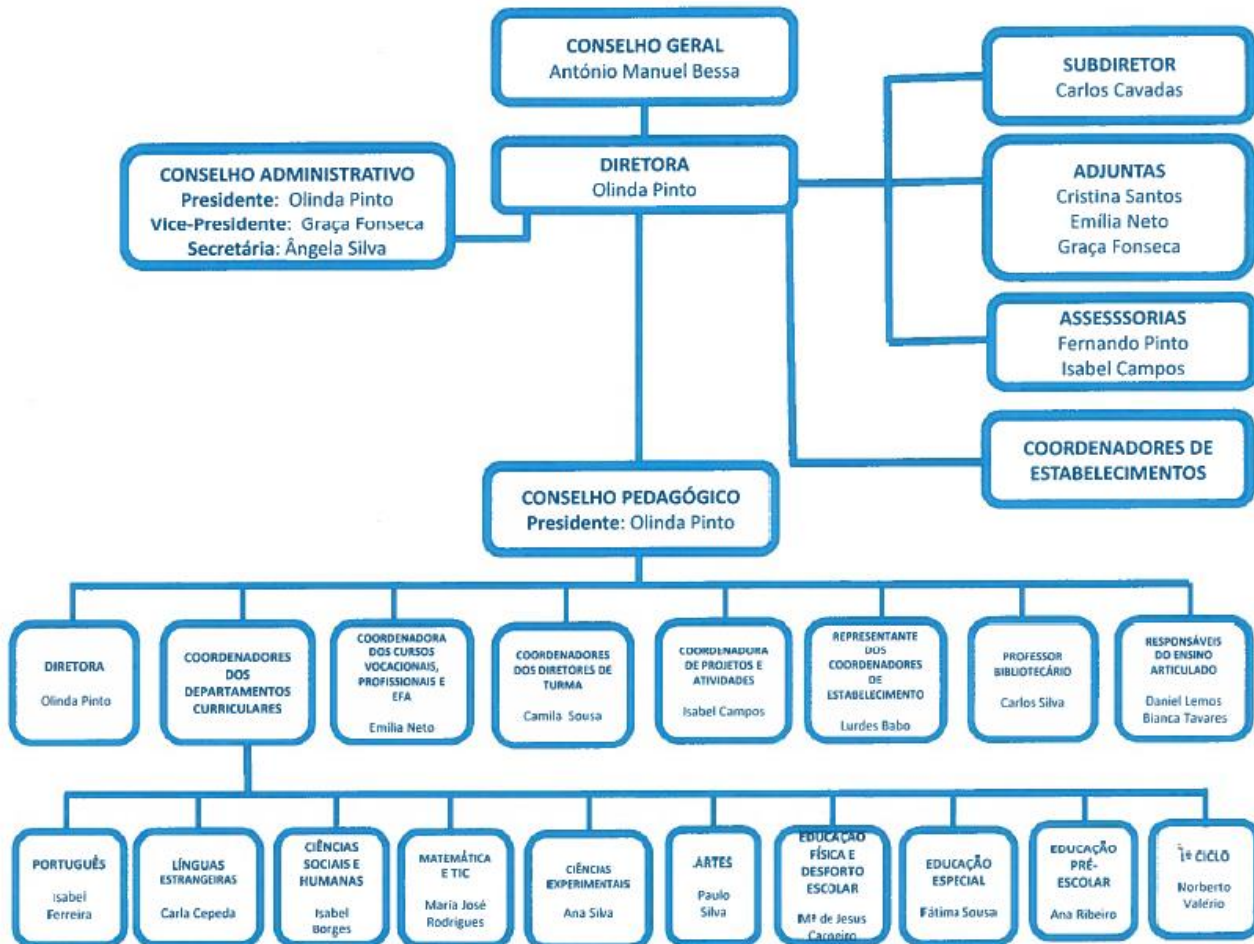 CONSELHO GERAL
António Manuel Bessa
SUBDIRETOR
Carlos Cavadas
DIRETORA
Olinda Pinto
CONSELHO ADMINISTRATIVO
Presidente: Olinda Pinto
Vice-Presidente: Graça Fonseca
Secretária: Ângela Silva
ADJUNTAS
Cristina Santos
Emília Neto
Graça Fonseca
ASSESSSORIAS
Fernando Pinto
Isabel Campos
COORDENADORES DE
ESTABELECIMENTOS
CONSELHO PEDAGÓGICO
Presidente: Olinda Pinto
DIRETORA
Olinda Pinto
COORDENADORES
DOS
DEPARTAMENTOS
CURRICULARES
COORDENADORA
DOS CURSOS
VOCACIONAIS,
PROFISSIONAIS E
EFA
Emília Neto
COORDENADORES
DOS DIRETORES DE
TURMA
Camila Sousa
COORDENADORA
DE PROJETOS E
ATIVIDADES
Isabel Campos
REPRESENTANTE
DOS
COORDENADORES
DE
ESTABELECIMENTO
Lurdes Babo
PROFESSOR
BIBLIOTECÁRIO
Carlos Silva
RESPONSÁVEIS
DO ENSINO
ARTICULADO
Daniel Lemos
Bianca Tavares
PORTUGUÊS
Isabel
Ferreira
LÍNGUAS
ESTRANGEIRAS
Carla Cepeda
CIÊNCIAS
SOCIAIS E
HUMANAS
Isabel
Borges
MATEMÁTICA
E TIC
Maria José
Rodrigues
CIÊNCIAS
EXPERIMENTAIS
Ana Silva
ARTES
Paulo
Silva
EDUCAÇÃO
FÍSICA E
DESPORTO
ESCOLAR
Mª de Jesus
Carneiro
EDUCAÇÃO
ESPECIAL
Fátima Sousa
EDUCAÇÃO
PRÉ-
ESCOLAR
Ana Ribeiro
1º CICLO
Norberto
Valério